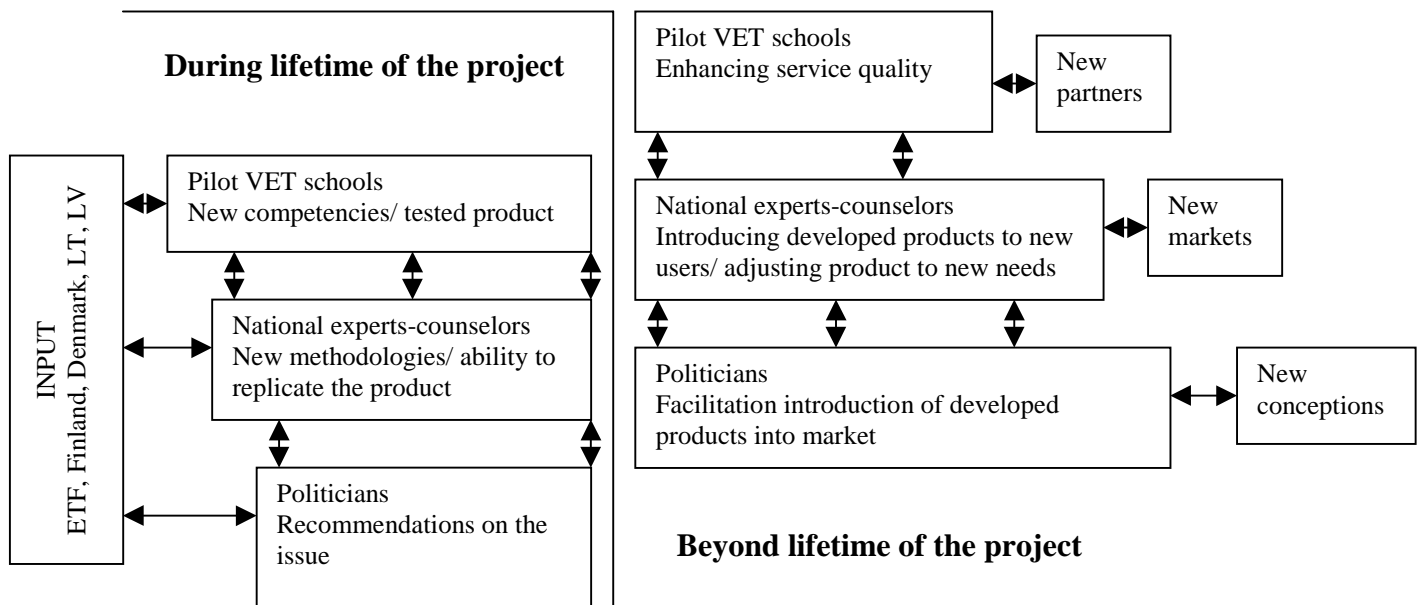 During lifetime of the project
INPUT
ETF, Finland, Denmark, LT, LV
Pilot VET schools
New competencies/ tested product
National experts-counselors
New methodologies/ ability to
replicate the product
Politicians
Recommendations on the
issue
Pilot VET schools
Enhancing service quality
New
partners
National experts-counselors
Introducing developed products to new
users/ adjusting product to new needs
New
markets
Politicians
Facilitation introduction of developed
products into market
New
conceptions
Beyond lifetime of the project